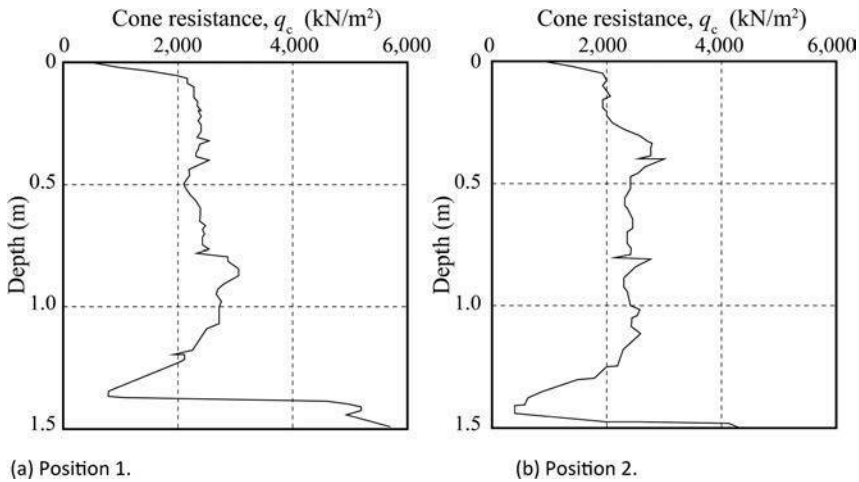 Cone resistance, qc (kN/m²)
0 2,000 4,000 6,000
0
0.5
1.0
1.5
Depth (m)
(a) Position 1.
Cone resistance, qc (kN/m²)
0 2,000 4,000 6,000
0
0.5
1.0
1.5
Depth (m)
(b) Position 2.